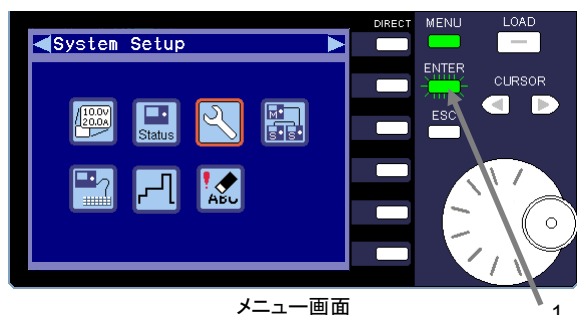 System Setup
DIRECT
MENU
LOAD
ENTER
CURSOR
ESC
10.0V
20.0A
Status
M
S
S
ABC
メニュー画面
1